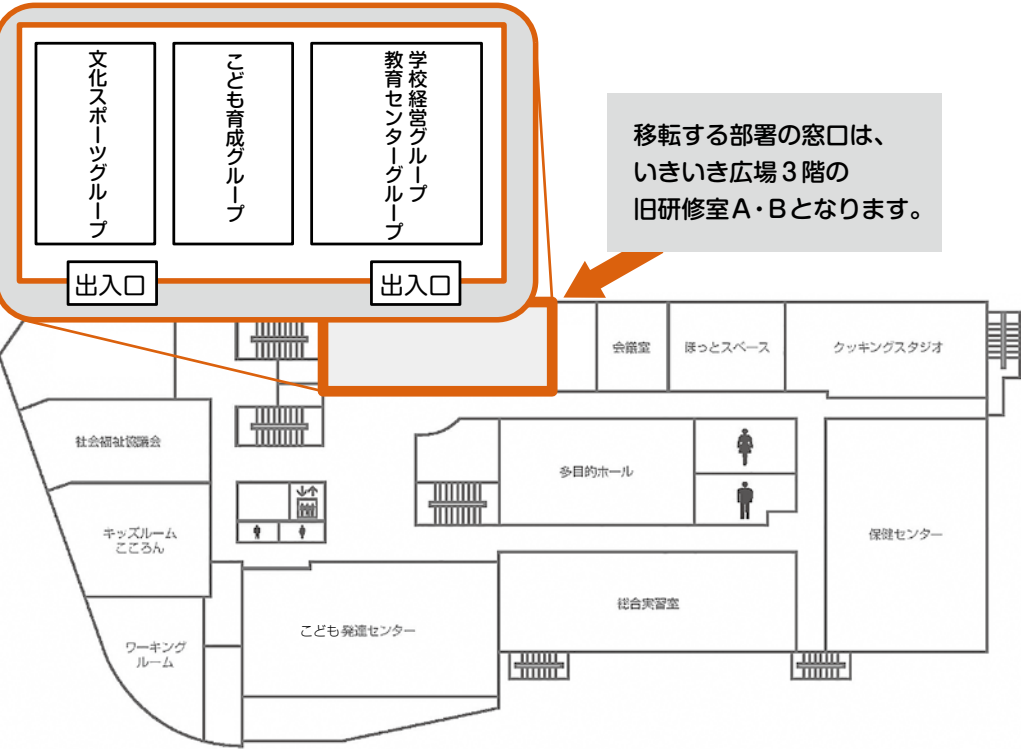 文化スポーツグループ
こども育成グループ
学校経営グループ
教育センターグループ
出入口
出入口
移転する部署の窓口は、
いきいき広場3階の
旧研修室A・Bとなります。
会議室
ほっとスペース
クッキングスタジオ
社会福祉協議会
多目的ホール
キッズルーム
こころん
保健センター
総合実習室
こども発達センター
ワーキング
ルーム